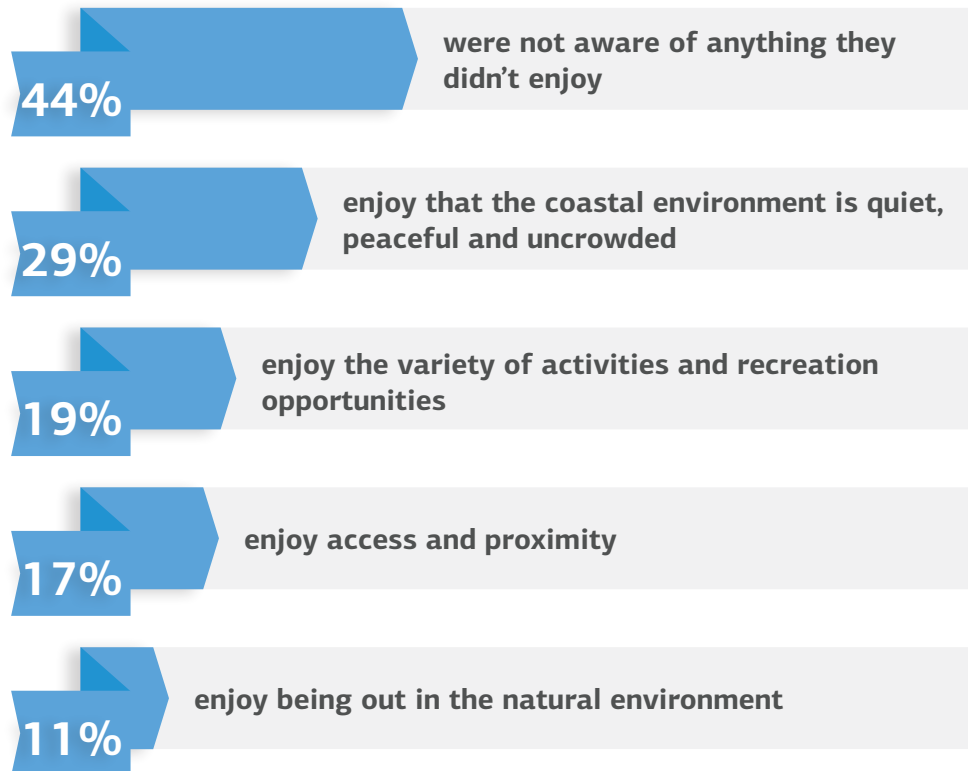 were not aware of anything they
didn’t enjoy
44%
enjoy that the coastal environment is quiet,
peaceful and uncrowded
29%
enjoy the variety of activities and recreation
opportunities
19%
enjoy access and proximity
17%
enjoy being out in the natural environment
11%